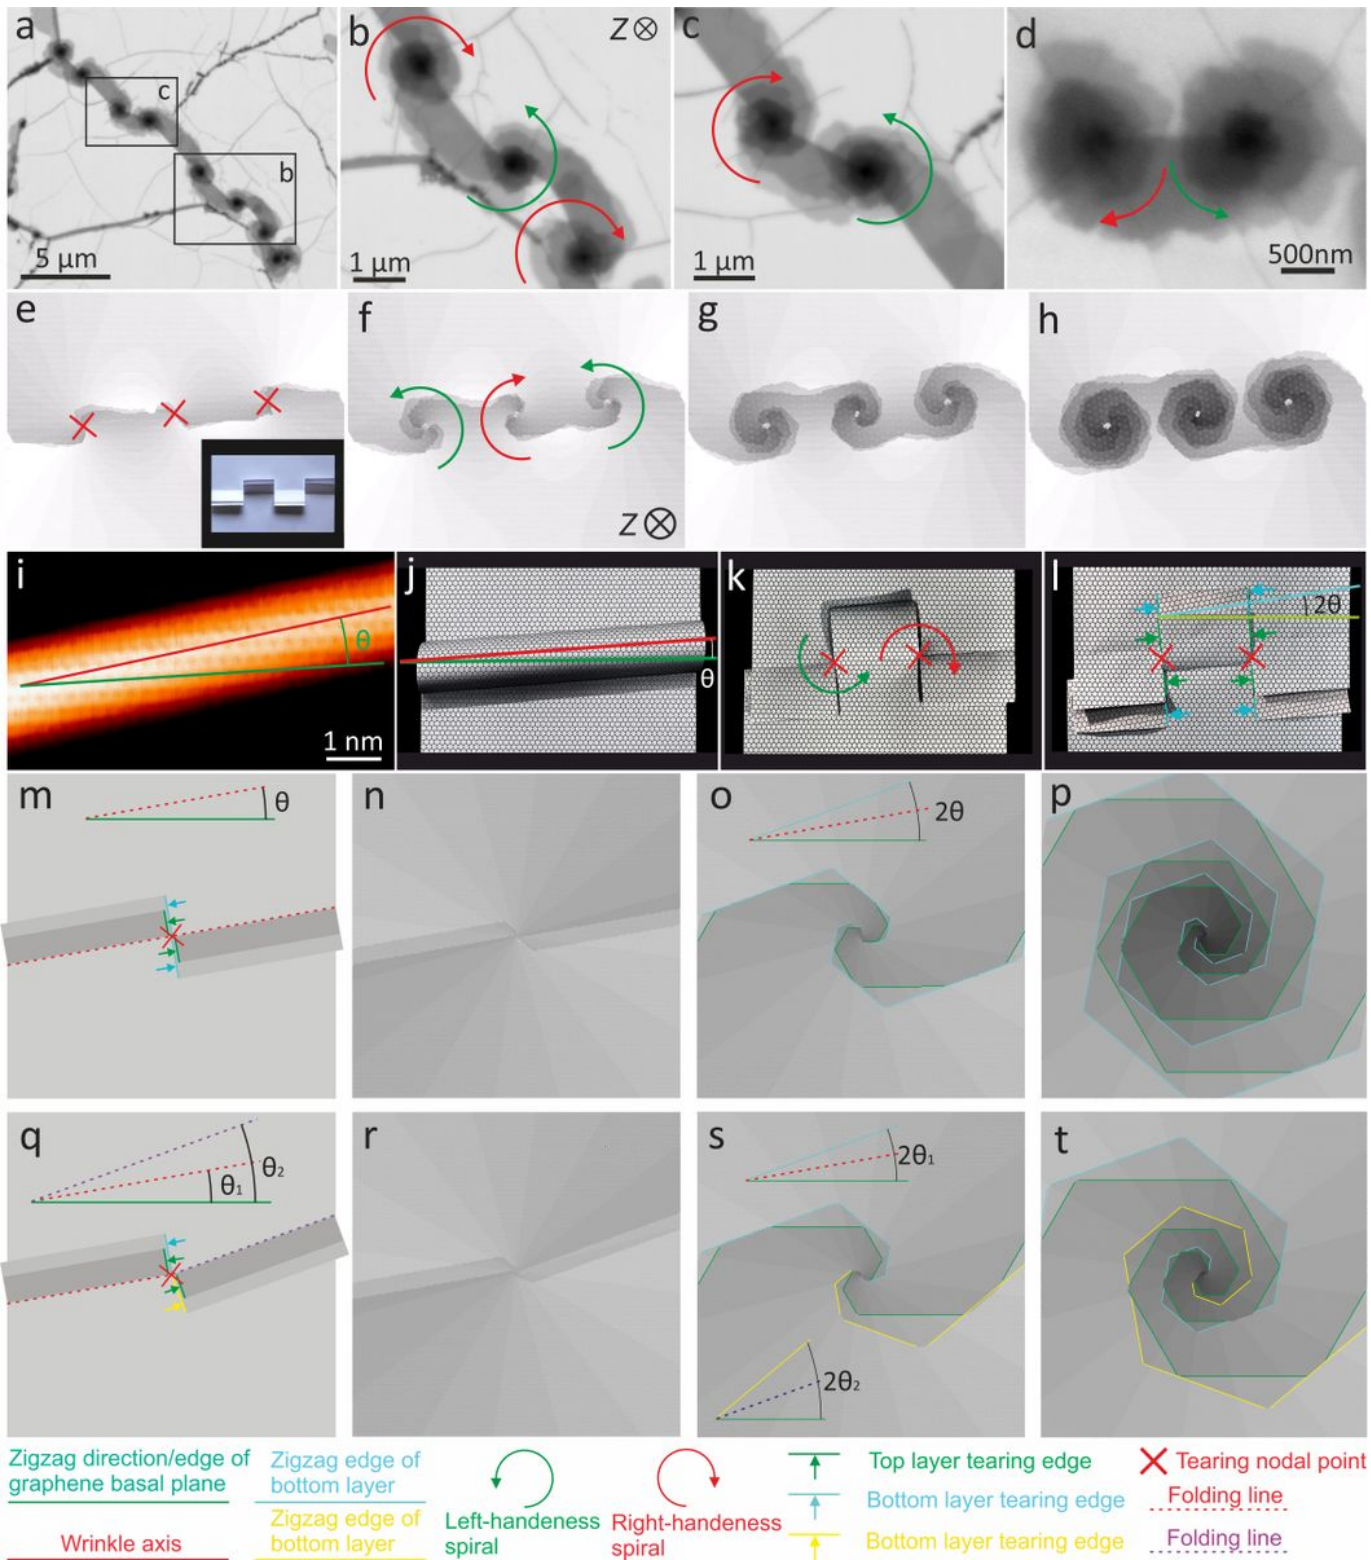 a
c
b
5 μm
b
Z⊗
1 μm
c
1 μm
d
500nm
e
f
Z⊗
g
h
i
θ
1 nm
j
θ
k
l
2θ
m
θ
n
o
2θ
p
q
θ1
θ2
r
s
2θ1
2θ2
t
Zigzag direction/edge of
graphene basal plane
Wrinkle axis
Zigzag edge of
bottom layer
Zigzag edge of
bottom layer
Left-handeness
spiral
Right-handeness
spiral
Top layer tearing edge
Bottom layer tearing edge
Bottom layer tearing edge
Tearing nodal point
Folding line
Folding line